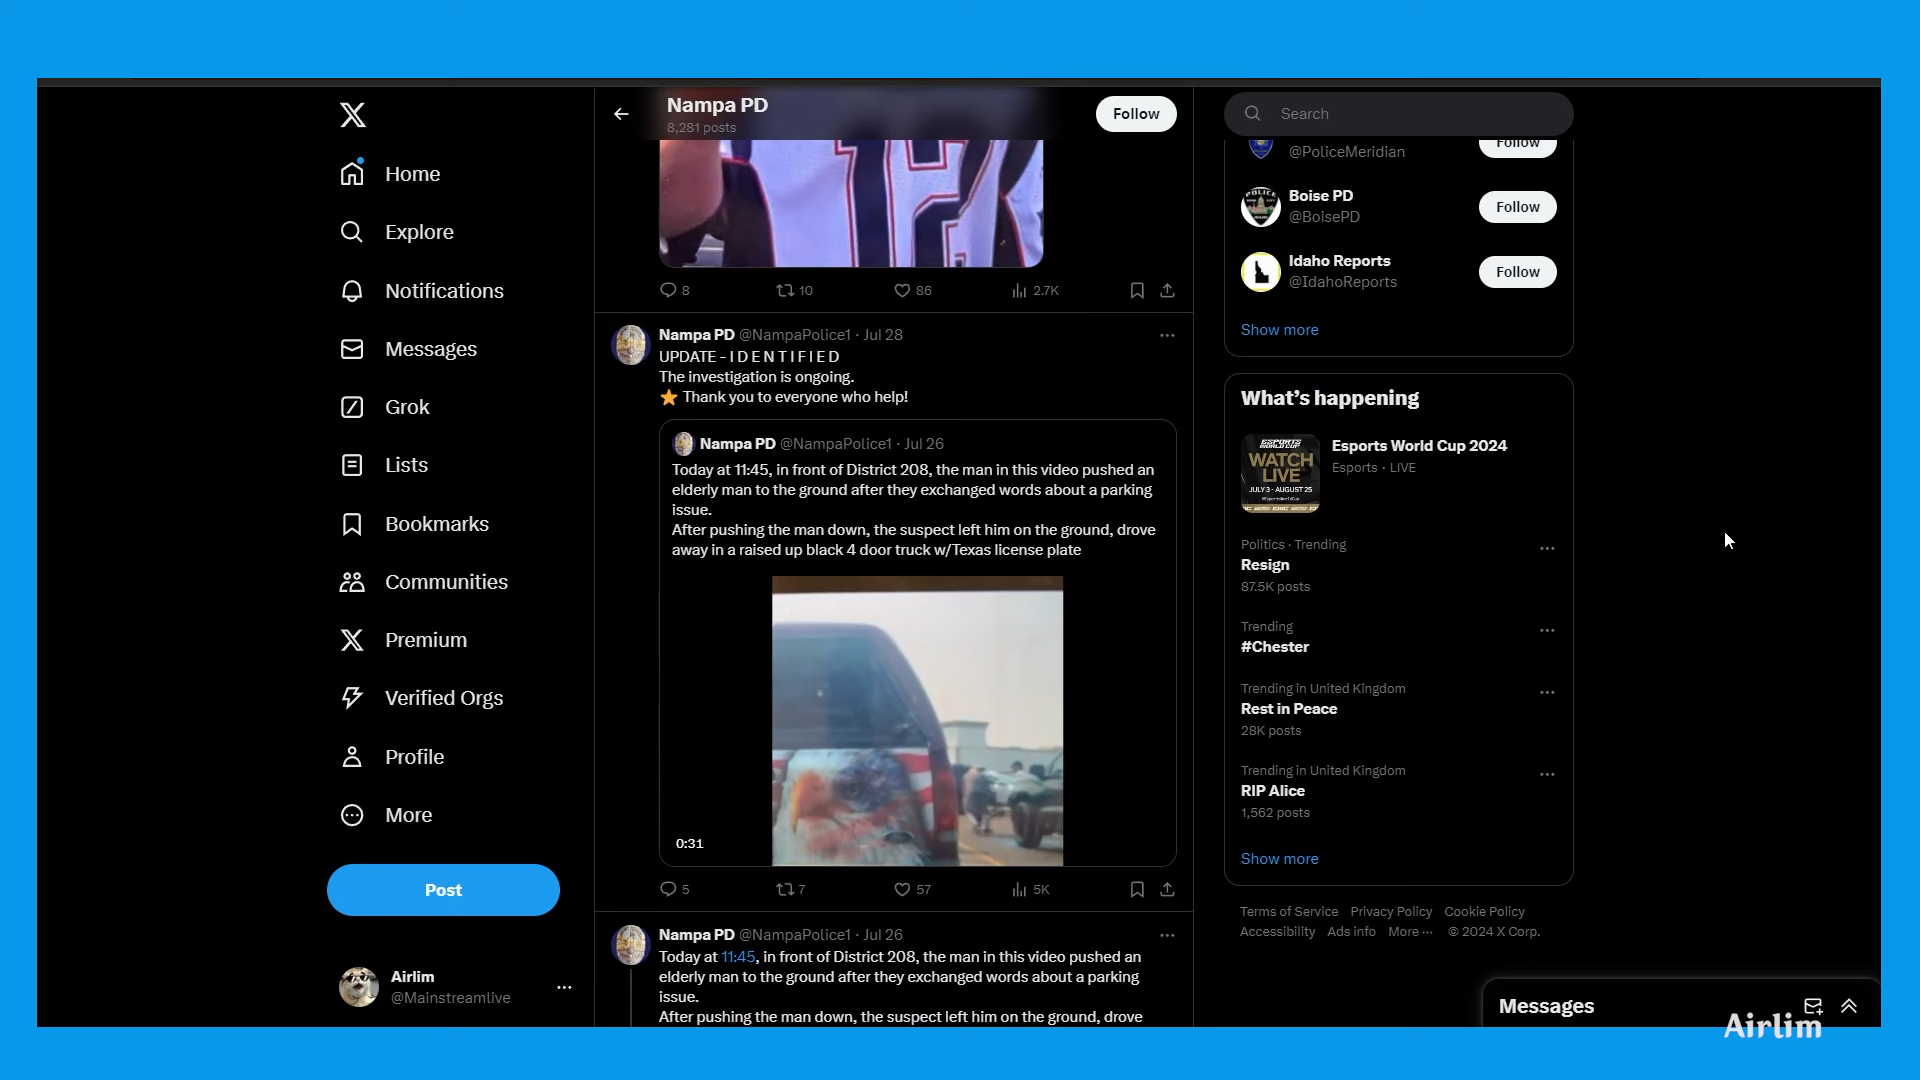 Home
Explore
Notifications
Messages
Grok
Lists
Bookmarks
Communities
Premium
Verified Orgs
Profile
More
Post
Airlim
@Mainstreamlive
Nampa PD
8,281 posts
Follow
8
10
86
2.7K
Nampa PD @NampaPolice1 · Jul 28
UPDATE - I D E N T I F I E D
The investigation is ongoing.
Thank you to everyone who help!
Nampa PD @NampaPolice1 · Jul 26
Today at 11:45, in front of District 208, the man in this video pushed an
elderly man to the ground after they exchanged words about a parking
issue.
After pushing the man down, the suspect left him on the ground, drove
away in a raised up black 4 door truck w/Texas license plate
0:31
5
7
57
5K
Nampa PD @NampaPolice1 · Jul 26
Today at 11:45, in front of District 208, the man in this video pushed an
elderly man to the ground after they exchanged words about a parking
issue.
After pushing the man down, the suspect left him on the ground, drove
Search
@PoliceMeridian
Follow
Boise PD
@BoisePD
Follow
Idaho Reports
@IdahoReports
Follow
Show more
What's happening
ESPORTS
WORLD CUP
WATCH
LIVE
JULY 3 - AUGUST 25
Esports World Cup 2024
Esports · LIVE
Politics · Trending
Resign
87.5K posts
Trending
#Chester
Trending in United Kingdom
Rest in Peace
28K posts
Trending in United Kingdom
RIP Alice
1,562 posts
Show more
Terms of Service Privacy Policy Cookie Policy
Accessibility Ads info More ··· © 2024 X Corp.
Messages
Airlim